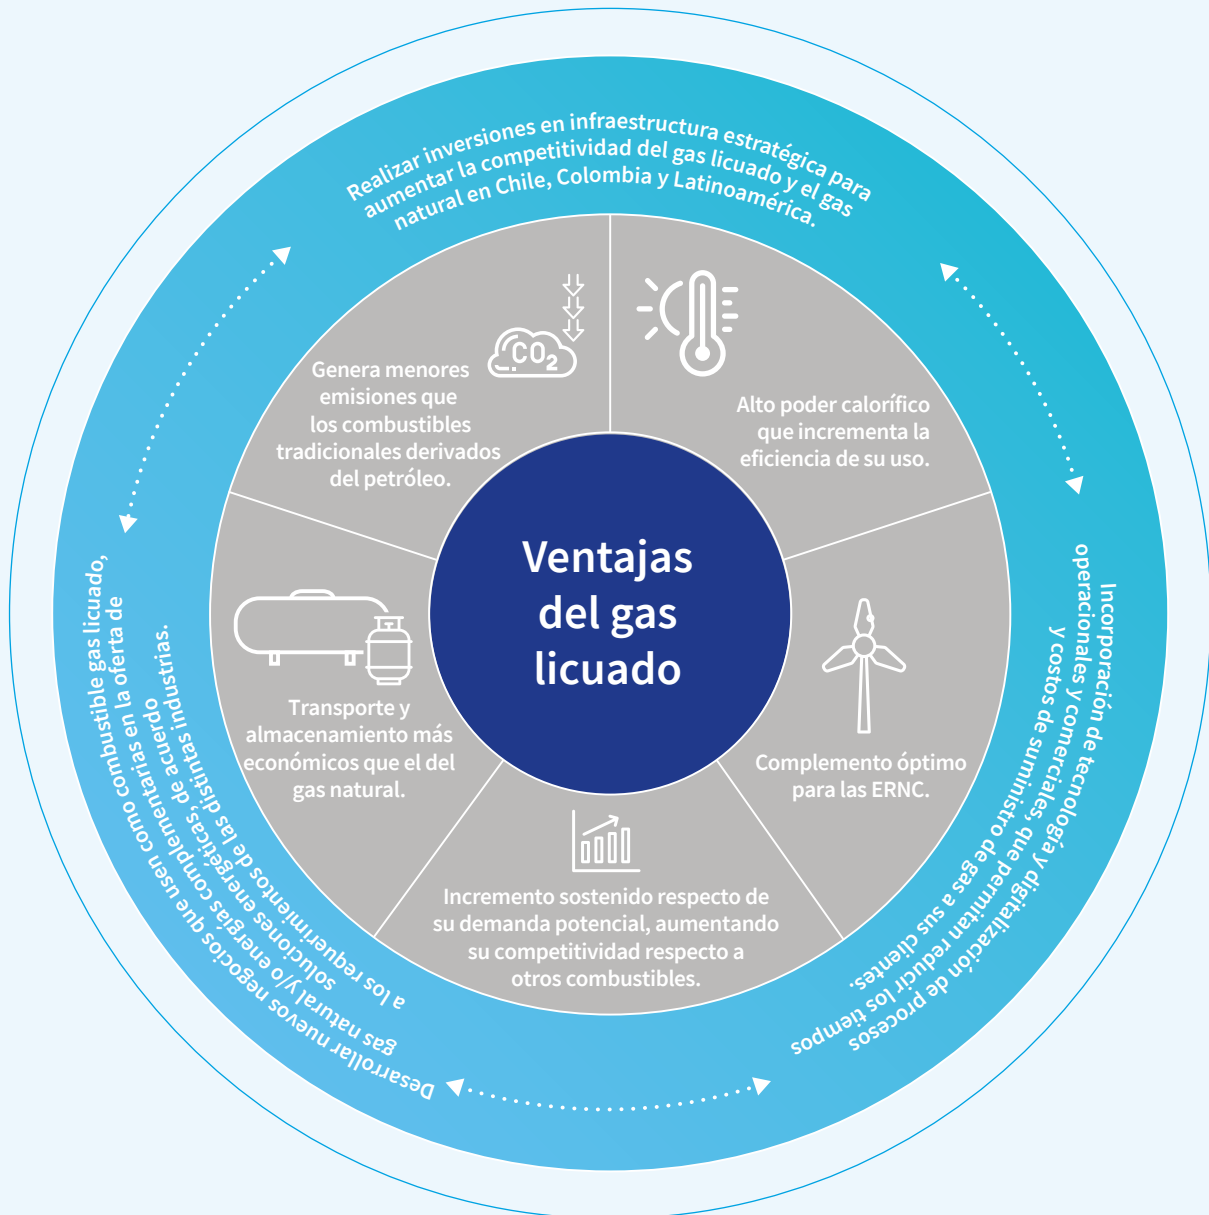 Realizar inversiones en infraestructura estratégica para
aumentar la competitividad del gas licuado y el gas
natural en Chile, Colombia y Latinoamérica.
CO₂
Genera menores
emisiones que
los combustibles
tradicionales derivados
del petróleo.
Alto poder calorífico
que incrementa la
eficiencia de su uso.
Ventajas
del gas
licuado
Transporte y
almacenamiento más
económicos que el del
gas natural.
Complemento óptimo
para las ERNC.
Incremento sostenido respecto de
su demanda potencial, aumentando
su competitividad respecto a
otros combustibles.
Incorporación de tecnología y digitalización de procesos
operacionales y comerciales, que permitan reducir los tiempos
y costos de suministro de gas a sus clientes.
Desarrollar nuevos negocios que usen como combustible gas licuado,
gas natural y/o energías complementarias en la oferta de
soluciones energéticas, de acuerdo
a los requerimientos de las distintas industrias.